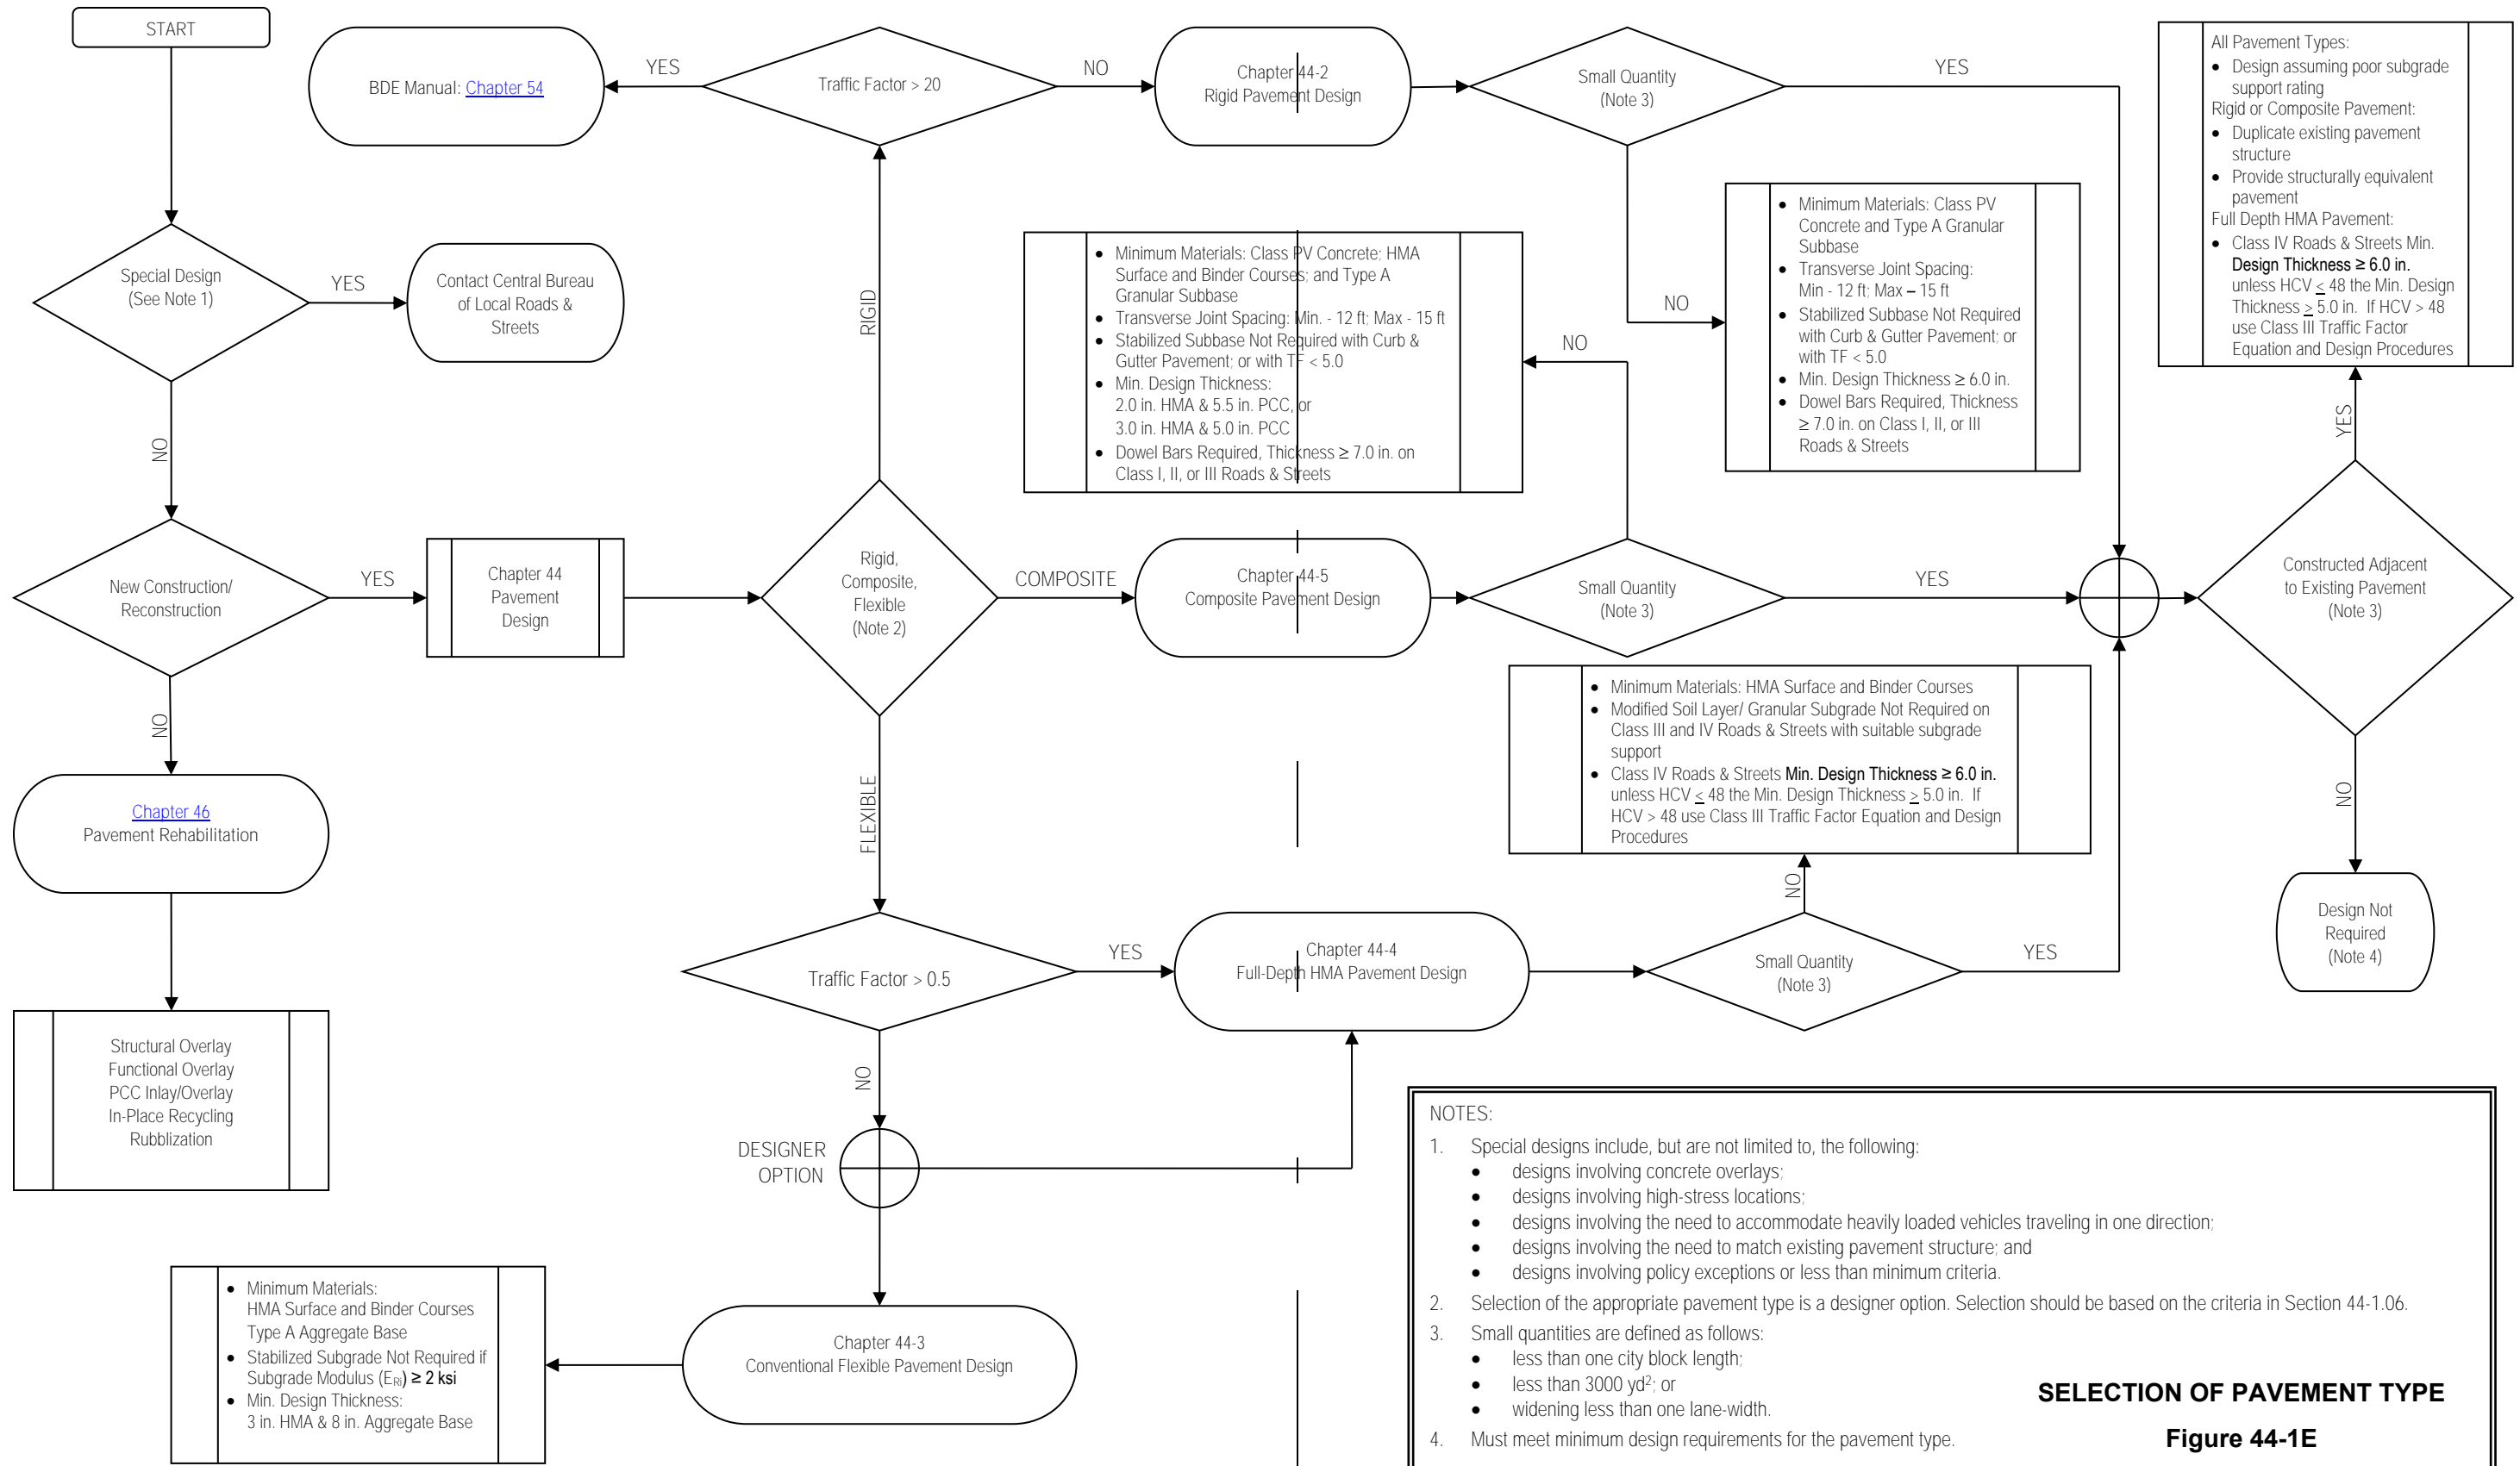 START
BDE Manual: Chapter 54
YES
Traffic Factor > 20
NO
Chapter 44-2
Rigid Pavement Design
Small Quantity
(Note 3)
YES
All Pavement Types:
• Design assuming poor subgrade
support rating
Rigid or Composite Pavement:
• Duplicate existing pavement
structure
• Provide structurally equivalent
pavement
Full Depth HMA Pavement:
• Class IV Roads & Streets Min.
Design Thickness ≥ 6.0 in.
unless HCV ≤ 48 the Min. Design
Thickness ≥ 5.0 in. If HCV > 48
use Class III Traffic Factor
Equation and Design Procedures
Special Design
(See Note 1)
YES
Contact Central Bureau
of Local Roads &
Streets
RIGID
• Minimum Materials: Class PV Concrete; HMA
Surface and Binder Courses; and Type A
Granular Subbase
• Transverse Joint Spacing: Min. - 12 ft; Max - 15 ft
• Stabilized Subbase Not Required with Curb &
Gutter Pavement; or with TF < 5.0
• Min. Design Thickness:
2.0 in. HMA & 5.5 in. PCC, or
3.0 in. HMA & 5.0 in. PCC
• Dowel Bars Required, Thickness ≥ 7.0 in. on
Class I, II, or III Roads & Streets
NO
NO
• Minimum Materials: Class PV
Concrete and Type A Granular
Subbase
• Transverse Joint Spacing:
Min - 12 ft; Max – 15 ft
• Stabilized Subbase Not Required
with Curb & Gutter Pavement; or
with TF < 5.0
• Min. Design Thickness ≥ 6.0 in.
• Dowel Bars Required, Thickness
≥ 7.0 in. on Class I, II, or III
Roads & Streets
YES
NO
New Construction/
Reconstruction
YES
Chapter 44
Pavement
Design
Rigid,
Composite,
Flexible
(Note 2)
COMPOSITE
Chapter 44-5
Composite Pavement Design
Small Quantity
(Note 3)
YES
Constructed Adjacent
to Existing Pavement
(Note 3)
NO
Chapter 46
Pavement Rehabilitation
FLEXIBLE
• Minimum Materials: HMA Surface and Binder Courses
• Modified Soil Layer/ Granular Subgrade Not Required on
Class III and IV Roads & Streets with suitable subgrade
support
• Class IV Roads & Streets Min. Design Thickness ≥ 6.0 in.
unless HCV ≤ 48 the Min. Design Thickness ≥ 5.0 in. If
HCV > 48 use Class III Traffic Factor Equation and Design
Procedures
NO
NO
Traffic Factor > 0.5
YES
Chapter 44-4
Full-Depth HMA Pavement Design
Small Quantity
(Note 3)
YES
Design Not
Required
(Note 4)
Structural Overlay
Functional Overlay
PCC Inlay/Overlay
In-Place Recycling
Rubblization
NO
DESIGNER
OPTION
• Minimum Materials:
HMA Surface and Binder Courses
Type A Aggregate Base
• Stabilized Subgrade Not Required if
Subgrade Modulus (ERi) ≥ 2 ksi
• Min. Design Thickness:
3 in. HMA & 8 in. Aggregate Base
Chapter 44-3
Conventional Flexible Pavement Design
NOTES:
1. Special designs include, but are not limited to, the following:
• designs involving concrete overlays;
• designs involving high-stress locations;
• designs involving the need to accommodate heavily loaded vehicles traveling in one direction;
• designs involving the need to match existing pavement structure; and
• designs involving policy exceptions or less than minimum criteria.
2. Selection of the appropriate pavement type is a designer option. Selection should be based on the criteria in Section 44-1.06.
3. Small quantities are defined as follows:
• less than one city block length;
• less than 3000 yd²; or
• widening less than one lane-width.
4. Must meet minimum design requirements for the pavement type.
SELECTION OF PAVEMENT TYPE
Figure 44-1E